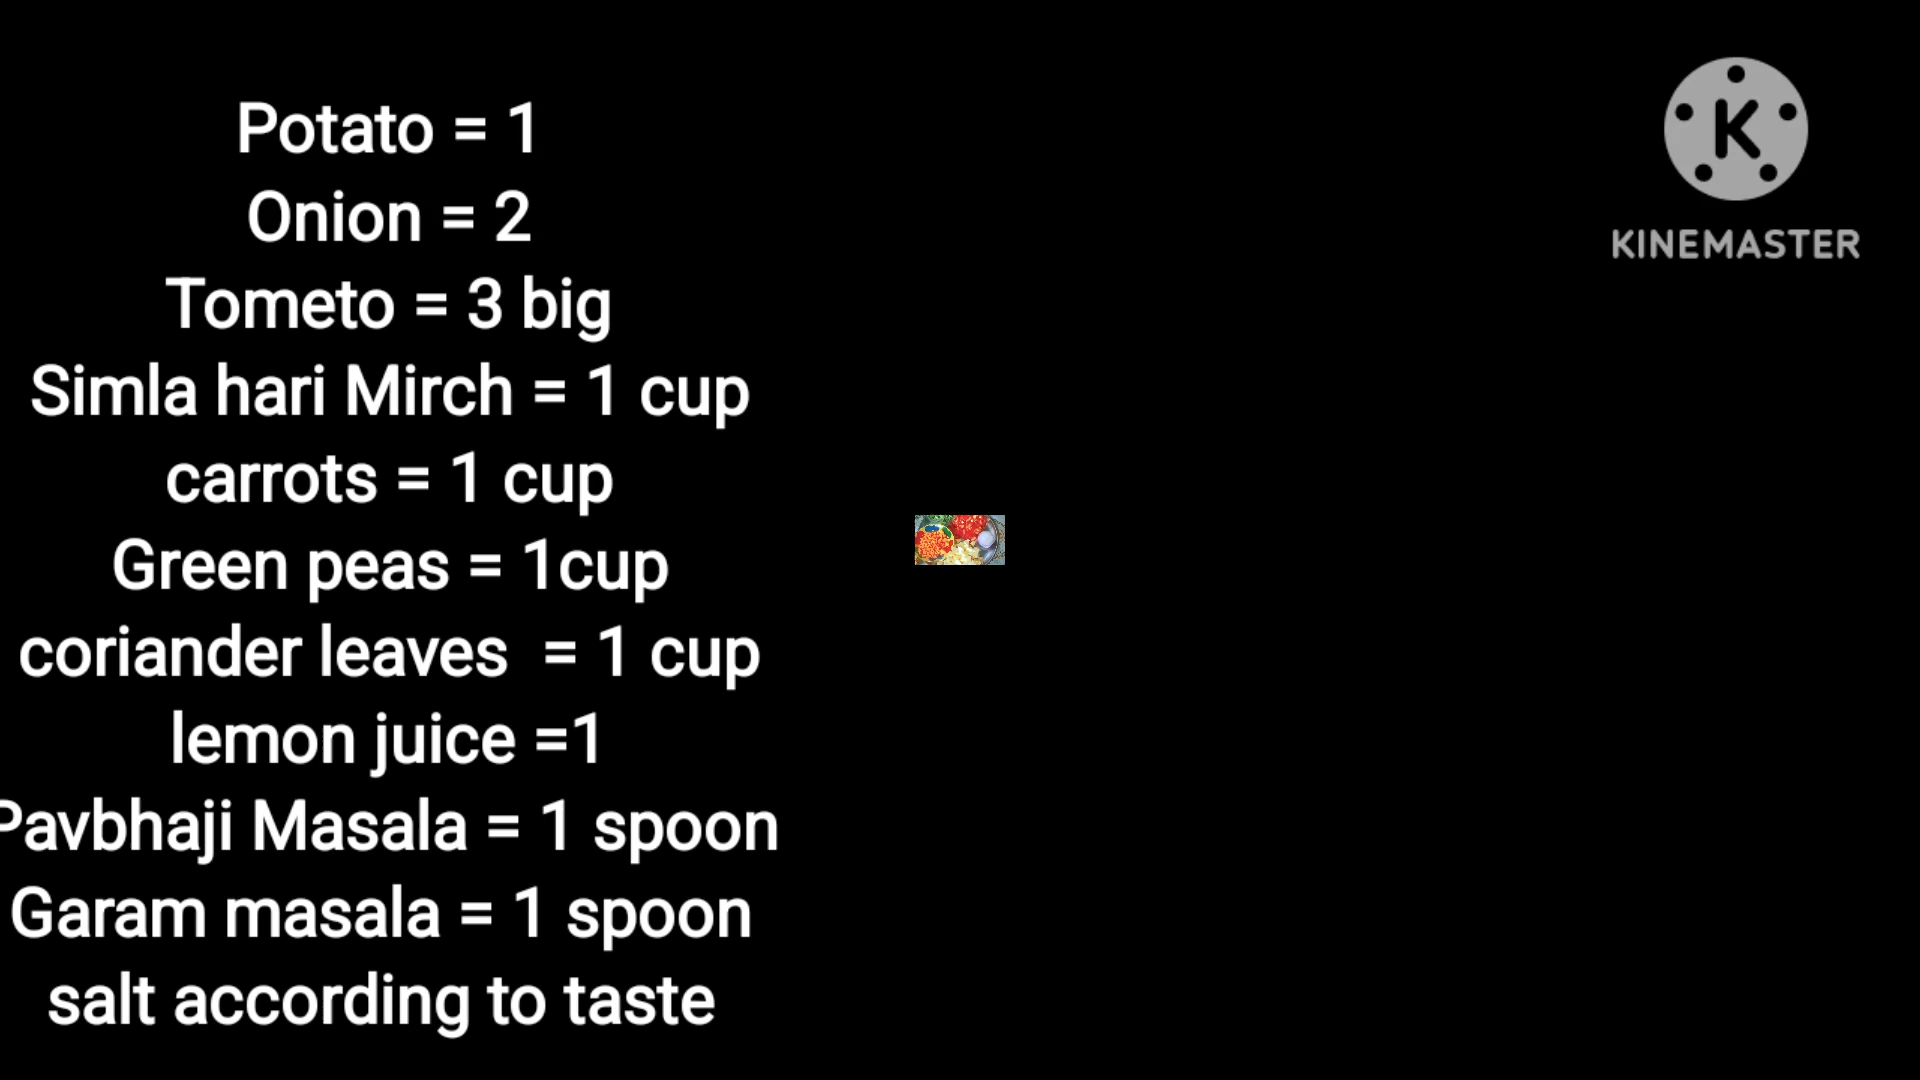 Potato = 1
Onion = 2
Tometo = 3 big
Simla hari Mirch = 1 cup
carrots = 1 cup
Green peas = 1cup
coriander leaves = 1 cup
lemon juice =1
Pavbhaji Masala = 1 spoon
Garam masala = 1 spoon
salt according to taste
K
KINEMASTER